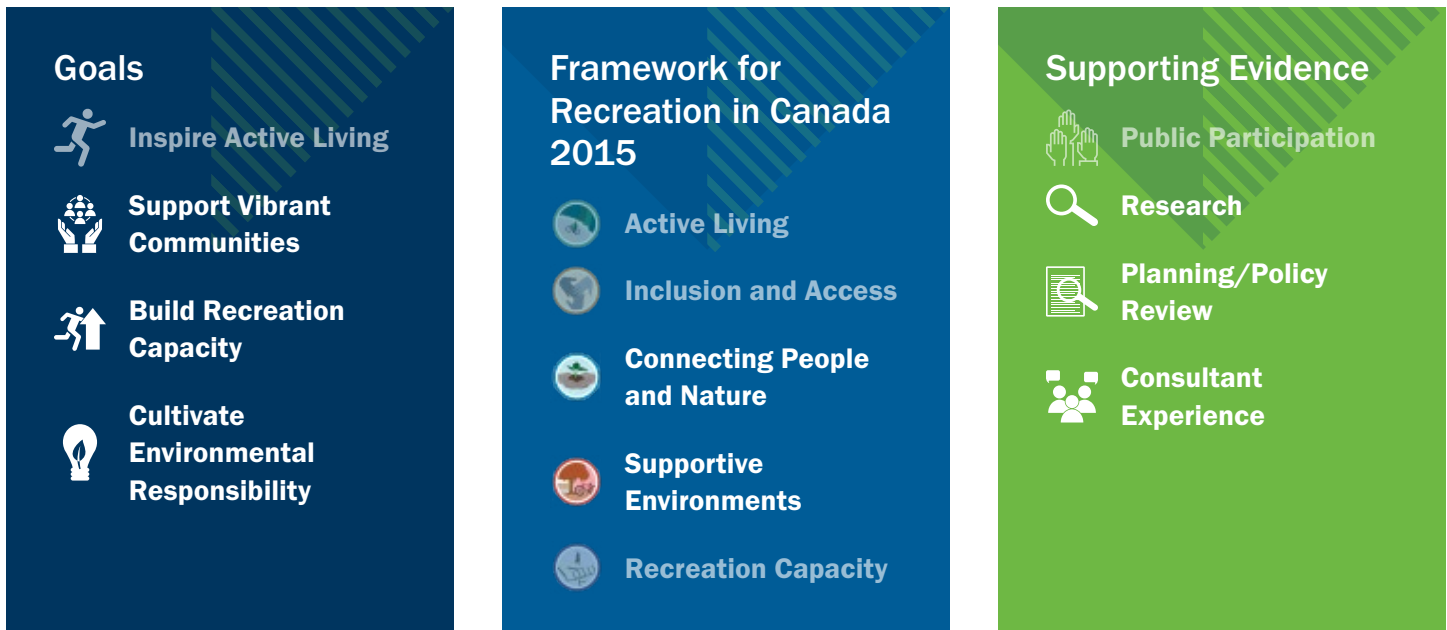 Goals
Inspire Active Living
Support Vibrant
Communities
Build Recreation
Capacity
Cultivate
Environmental
Responsibility
Framework for
Recreation in Canada
2015
Active Living
Inclusion and Access
Connecting People
and Nature
Supportive
Environments
Recreation Capacity
Supporting Evidence
Public Participation
Research
Planning/Policy
Review
Consultant
Experience